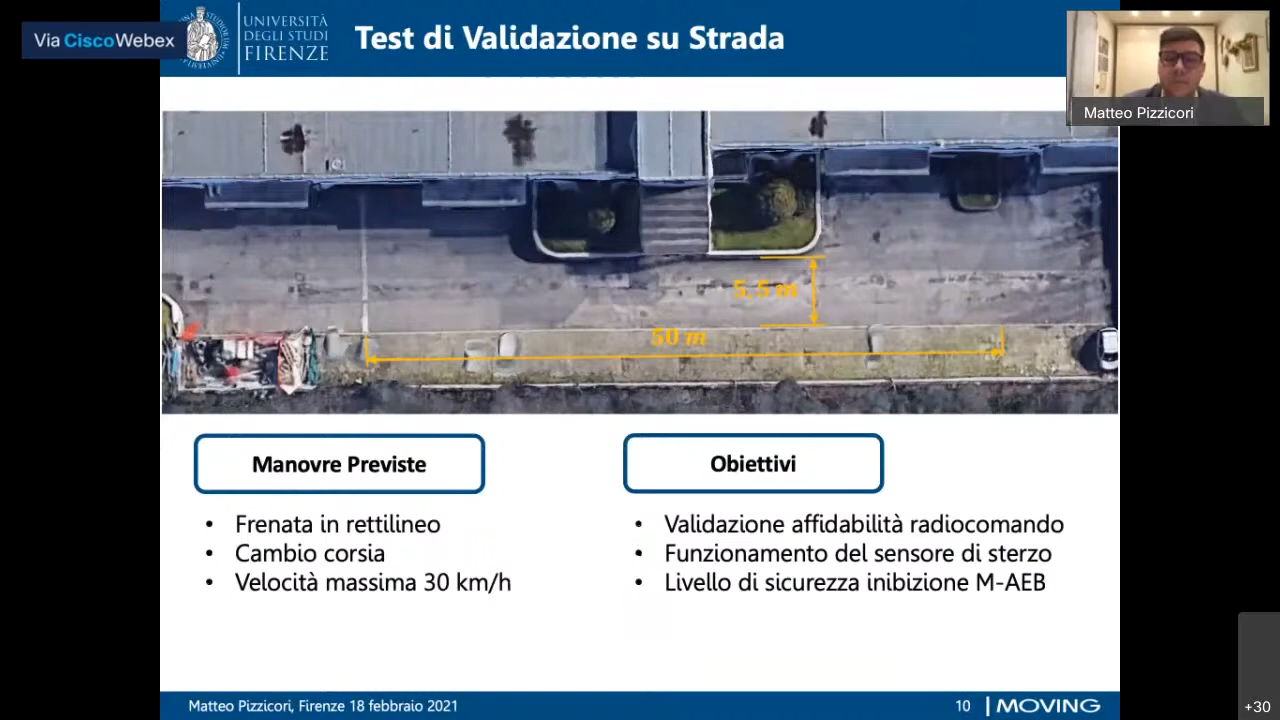 Via Cisco Webex
UNIVERSITÀ
DEGLI STUDI
FIRENZE
Test di Validazione su Strada
Matteo Pizzicori
5,5 m
50 m
Manovre Previste
• Frenata in rettilineo
• Cambio corsia
• Velocità massima 30 km/h
Obiettivi
• Validazione affidabilità radiocomando
• Funzionamento del sensore di sterzo
• Livello di sicurezza inibizione M-AEB
Matteo Pizzicori, Firenze 18 febbraio 2021
10
MOVING
+30